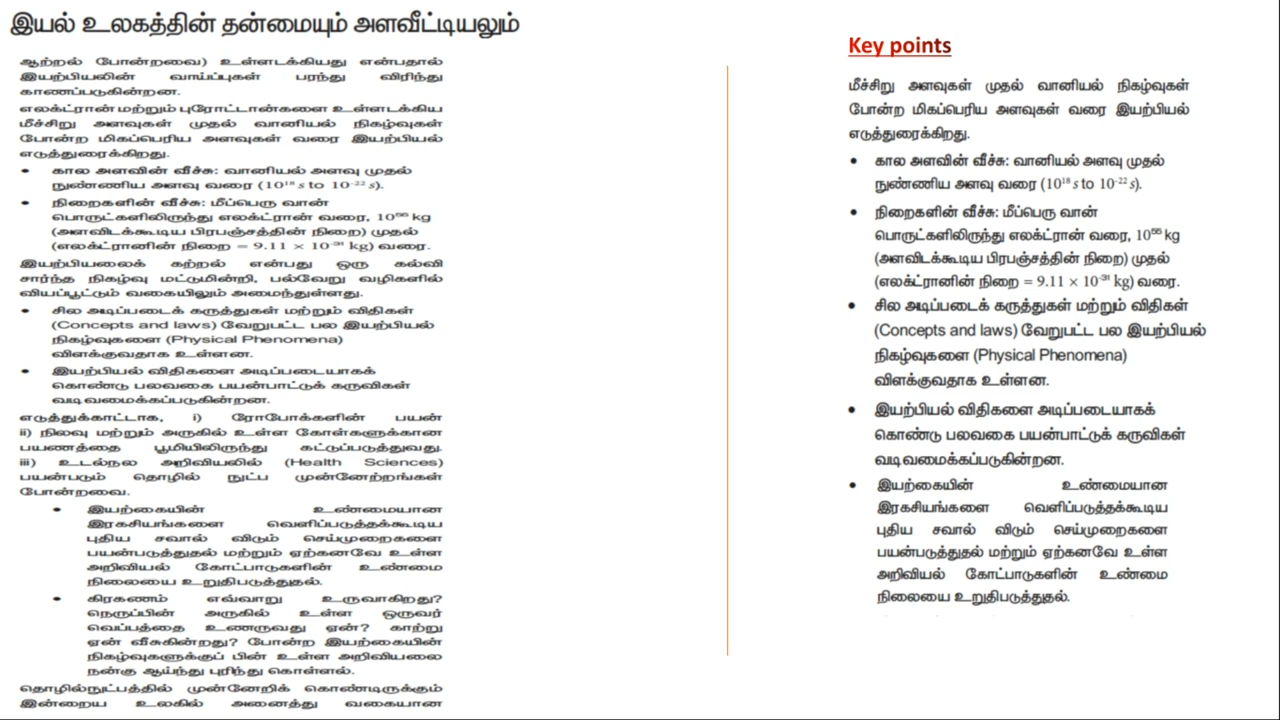 இயல் உலகத்தின் தன்மையும் அளவீட்டியலும்
ஆற்றல் போன்றவை) உள்ளடக்கியது என்பதால்
இயற்பியலின் வாய்ப்புகள் பரந்து விரிந்து
காணப்படுகின்றன.
எலக்ட்ரான் மற்றும் புரோட்டான்களை உள்ளடக்கிய
மீச்சிறு அளவுகள் முதல் வானியல் நிகழ்வுகள்
போன்ற மிகப்பெரிய அளவுகள் வரை இயற்பியல்
எடுத்துரைக்கிறது.
• கால அளவின் வீச்சு: வானியல் அளவு முதல்
நுண்ணிய அளவு வரை (10¹⁸ s to 10⁻²² s).
• நிறைகளின் வீச்சு: மீப்பெரு வான்
பொருட்களிலிருந்து எலக்ட்ரான் வரை, 10⁵⁵ kg
(அளவிடக்கூடிய பிரபஞ்சத்தின் நிறை) முதல்
(எலக்ட்ரானின் நிறை = 9.11 × 10⁻³¹ kg) வரை.
இயற்பியலைக் கற்றல் என்பது ஒரு கல்வி
சார்ந்த நிகழ்வு மட்டுமின்றி, பல்வேறு வழிகளில்
வியப்பூட்டும் வகையிலும் அமைந்துள்ளது.
• சில அடிப்படைக் கருத்துகள் மற்றும் விதிகள்
(Concepts and laws) வேறுபட்ட பல இயற்பியல்
நிகழ்வுகளை (Physical Phenomena)
விளக்குவதாக உள்ளன.
• இயற்பியல் விதிகளை அடிப்படையாகக்
கொண்டு பலவகை பயன்பாட்டுக் கருவிகள்
வடிவமைக்கப்படுகின்றன.
எடுத்துக்காட்டாக, i) ரோபோக்களின் பயன்
ii) நிலவு மற்றும் அருகில் உள்ள கோள்களுக்கான
பயணத்தை பூமியிலிருந்து கட்டுப்படுத்துவது.
iii) உடல்நல அறிவியலில் (Health Sciences)
பயன்படும் தொழில் நுட்ப முன்னேற்றங்கள்
போன்றவை.
• இயற்கையின் உண்மையான
இரகசியங்களை வெளிப்படுத்தக்கூடிய
புதிய சவால் விடும் செய்முறைகளை
பயன்படுத்துதல் மற்றும் ஏற்கனவே உள்ள
அறிவியல் கோட்பாடுகளின் உண்மை
நிலையை உறுதிபடுத்துதல்.
• கிரகணம் எவ்வாறு உருவாகிறது?
நெருப்பின் அருகில் உள்ள ஒருவர்
வெப்பத்தை உணருவது ஏன்? காற்று
ஏன் வீசுகின்றது? போன்ற இயற்கையின்
நிகழ்வுகளுக்குப் பின் உள்ள அறிவியலை
நன்கு ஆய்ந்து புரிந்து கொள்ளல்.
தொழில்நுட்பத்தில் முன்னேறிக் கொண்டிருக்கும்
இன்றைய உலகில் அனைத்து வகையான
Key points
மீச்சிறு அளவுகள் முதல் வானியல் நிகழ்வுகள்
போன்ற மிகப்பெரிய அளவுகள் வரை இயற்பியல்
எடுத்துரைக்கிறது.
• கால அளவின் வீச்சு: வானியல் அளவு முதல்
நுண்ணிய அளவு வரை (10¹⁸ s to 10⁻²² s).
• நிறைகளின் வீச்சு: மீப்பெரு வான்
பொருட்களிலிருந்து எலக்ட்ரான் வரை, 10⁵⁵ kg
(அளவிடக்கூடிய பிரபஞ்சத்தின் நிறை) முதல்
(எலக்ட்ரானின் நிறை = 9.11 × 10⁻³¹ kg) வரை.
• சில அடிப்படைக் கருத்துகள் மற்றும் விதிகள்
(Concepts and laws) வேறுபட்ட பல இயற்பியல்
நிகழ்வுகளை (Physical Phenomena)
விளக்குவதாக உள்ளன.
• இயற்பியல் விதிகளை அடிப்படையாகக்
கொண்டு பலவகை பயன்பாட்டுக் கருவிகள்
வடிவமைக்கப்படுகின்றன.
• இயற்கையின் உண்மையான
இரகசியங்களை வெளிப்படுத்தக்கூடிய
புதிய சவால் விடும் செய்முறைகளை
பயன்படுத்துதல் மற்றும் ஏற்கனவே உள்ள
அறிவியல் கோட்பாடுகளின் உண்மை
நிலையை உறுதிபடுத்துதல்.